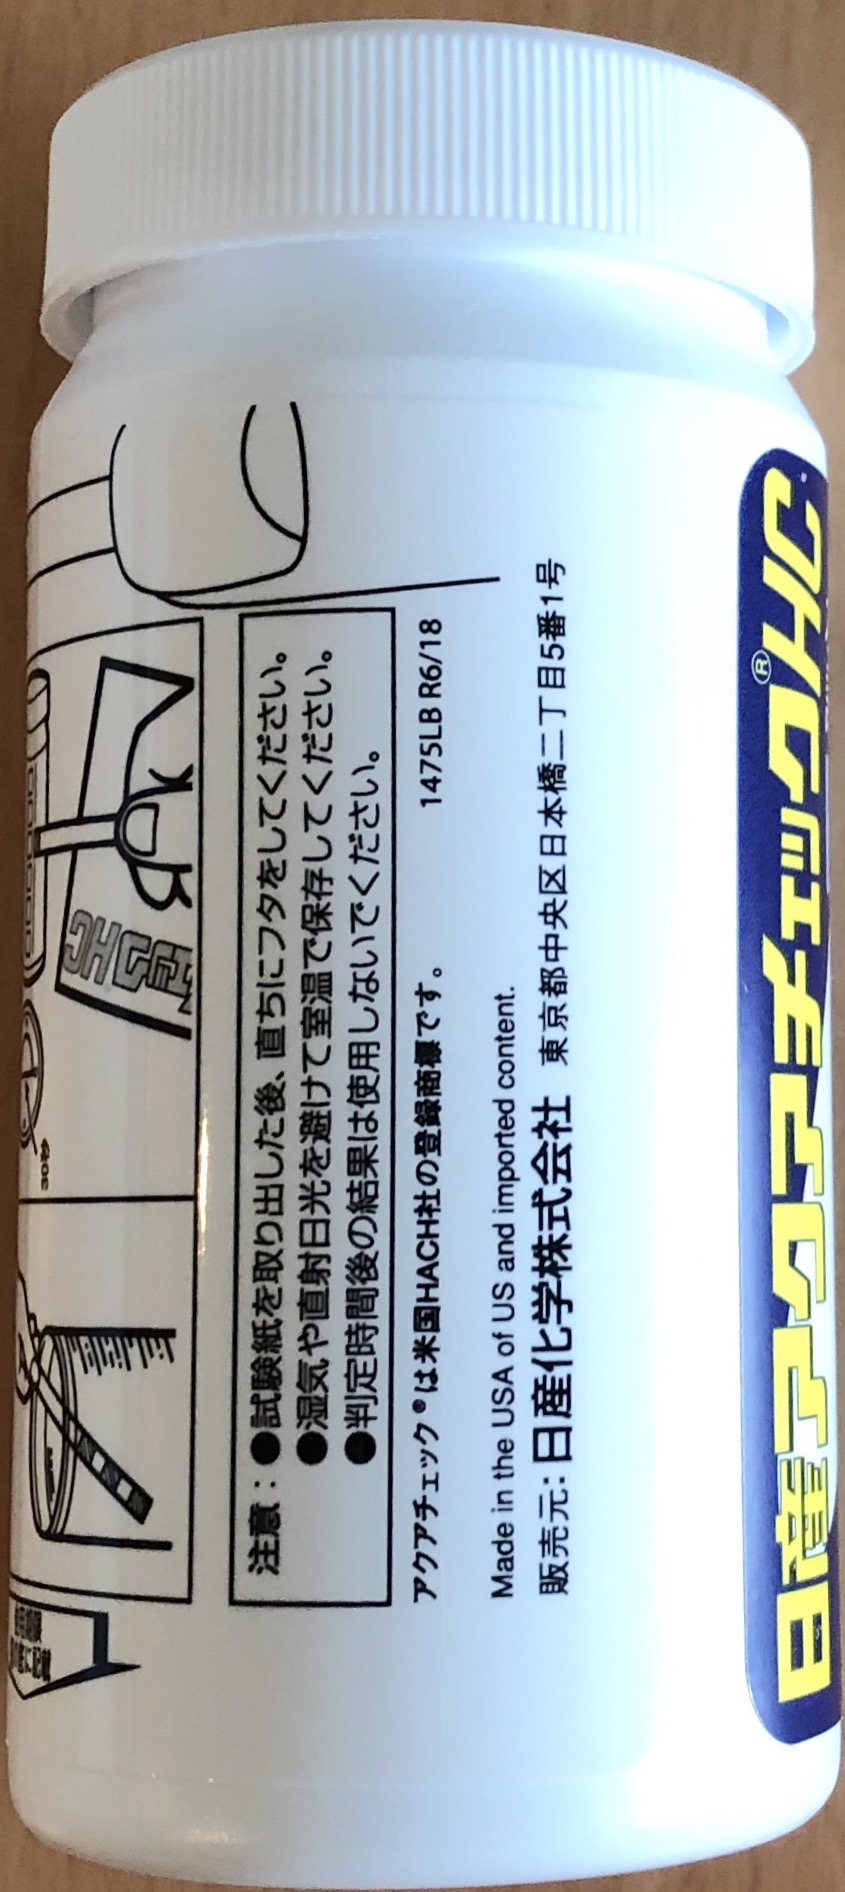 30秒
HC
注意：●試験紙を取り出した後、直ちにフタをしてください。
●湿気や直射日光を避けて室温で保存してください。
●判定時間後の結果は使用しないでください。
アクアチェック®は米国HACH社の登録商標です。 1475LB R6/18
Made in the USA of US and imported content.
販売元：日産化学株式会社 東京都中央区日本橋二丁目5番1号
日産アクアチェック®HC